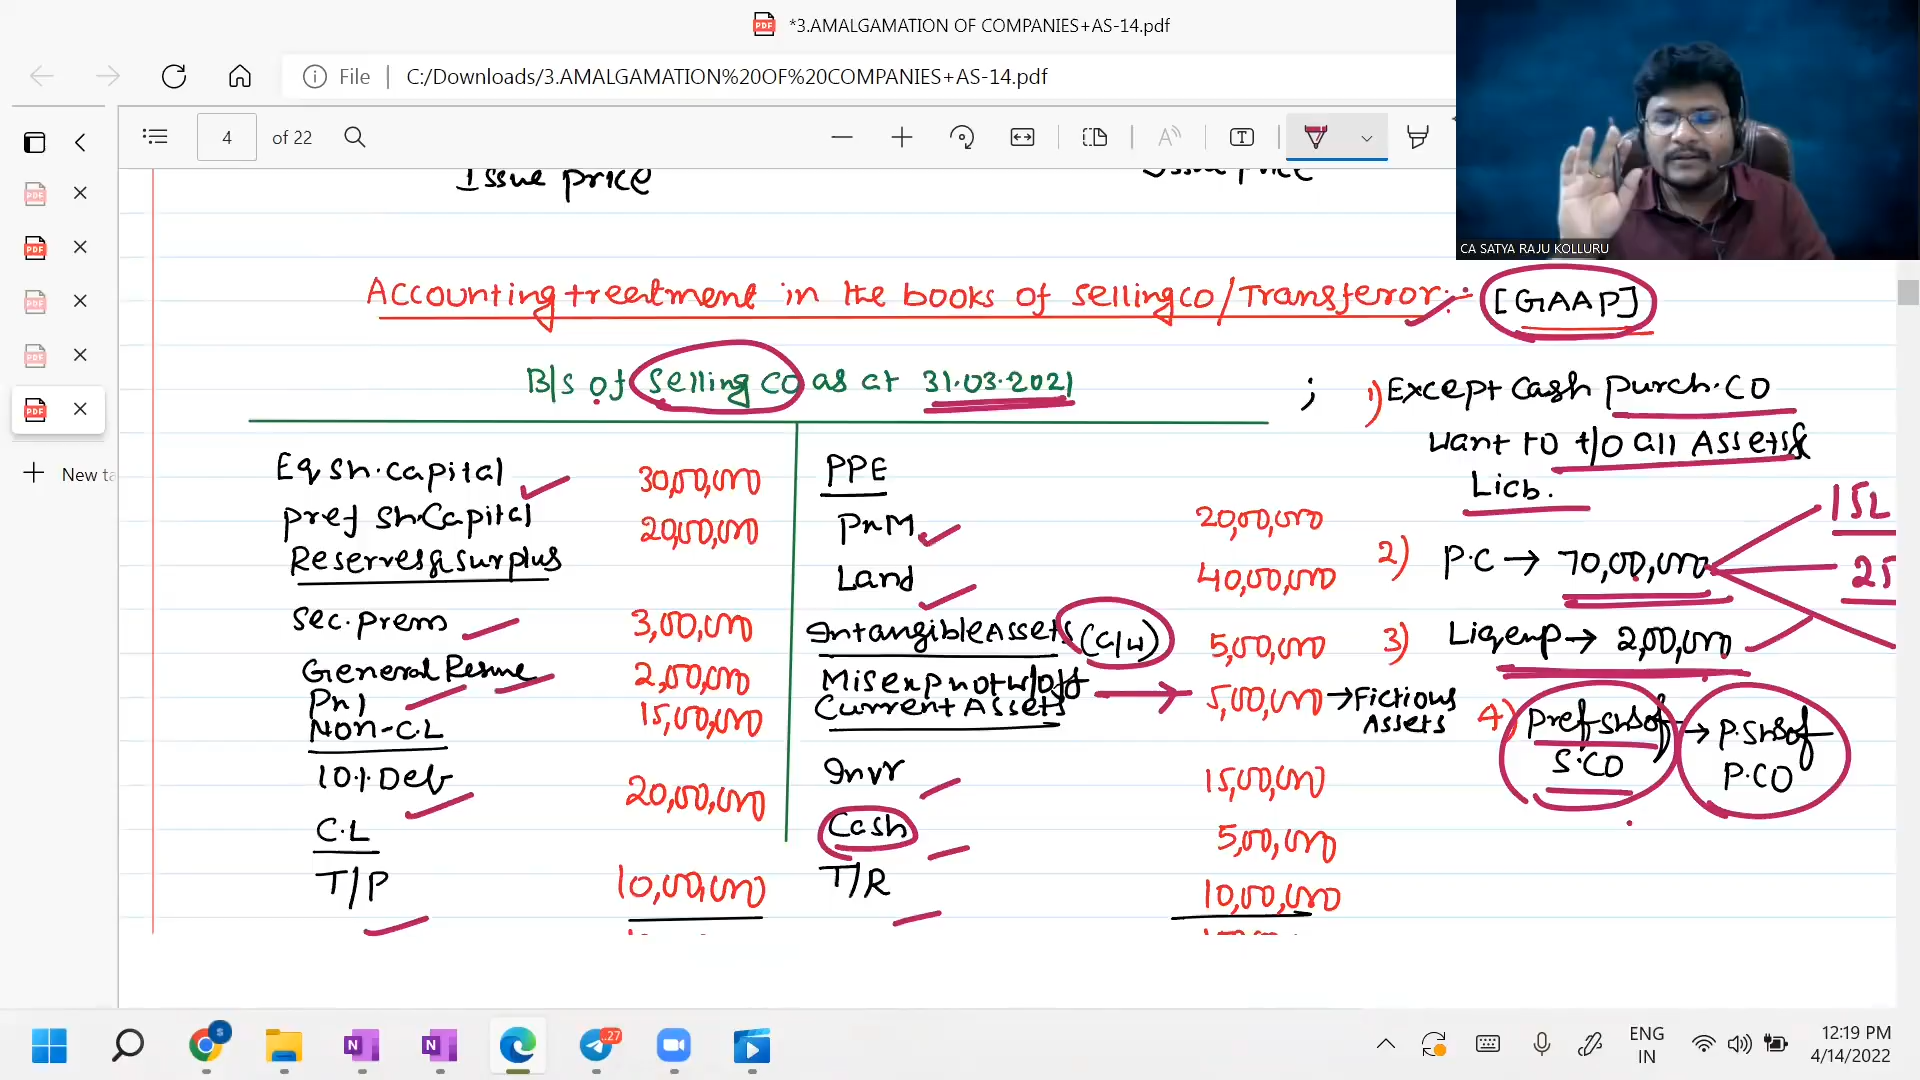 *3.AMALGAMATION OF COMPANIES+AS-14.pdf
File C:/Downloads/3.AMALGAMATION%20OF%20COMPANIES+AS-14.pdf
4 of 22
CA SATYA RAJU KOLLURU
New ta
Issue price
Accounting treatment in the books of selling co/Transferor:- [GAAP]
B/s of selling co as at 31.03.2021
Eq sh. capital 30,00,000
Pref sh. Capital 20,00,000
Reserves & surplus
Sec. prem 3,00,000
General Reserve 2,00,000
Pnl 15,00,000
Non-C.L
10% Deb 20,00,000
C.L
T/P 10,00,000
PPE
PnM 20,00,000
Land 40,00,000
Intangible Assets (G/W) 5,00,000
Mis exp not w/off 5,00,000 → Fictious Assets
Current Assets
Invr 15,00,000
Cash 5,00,000
T/R 10,00,000
; 1) Except cash purch. CO
want to t/o all Assets &
Liab.
2) P.C → 70,00,000
15L
25
3) Liq exp → 2,00,000
4) Pref shs of S.CO → P.shs of P.CO
.27
ENG
IN
12:19 PM
4/14/2022